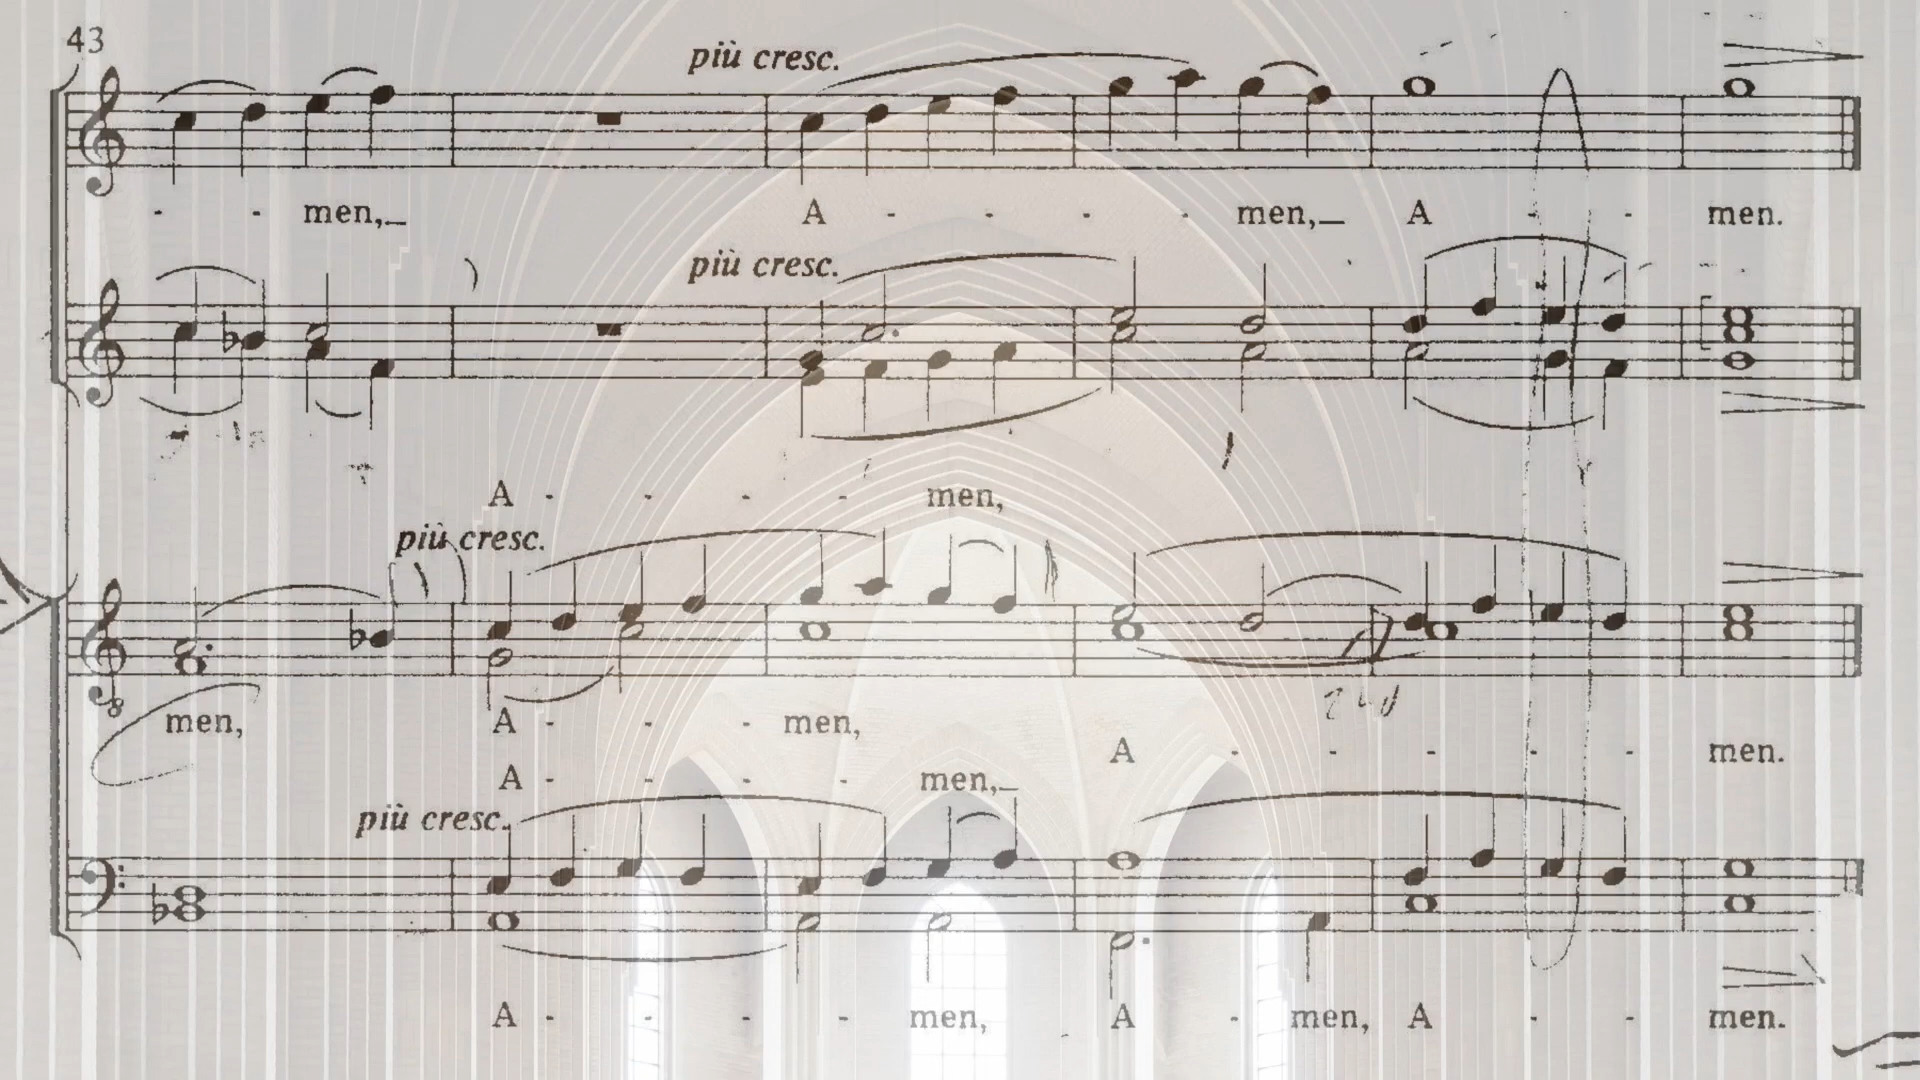 43
più cresc.
- - men, A - - - - men, A - - men.
più cresc.
A - - - - men,
più cresc.
men, A - - - men,
A - - - - - men.
A - - - - men,
più cresc.
A - - - - men, A - men, A - - men.